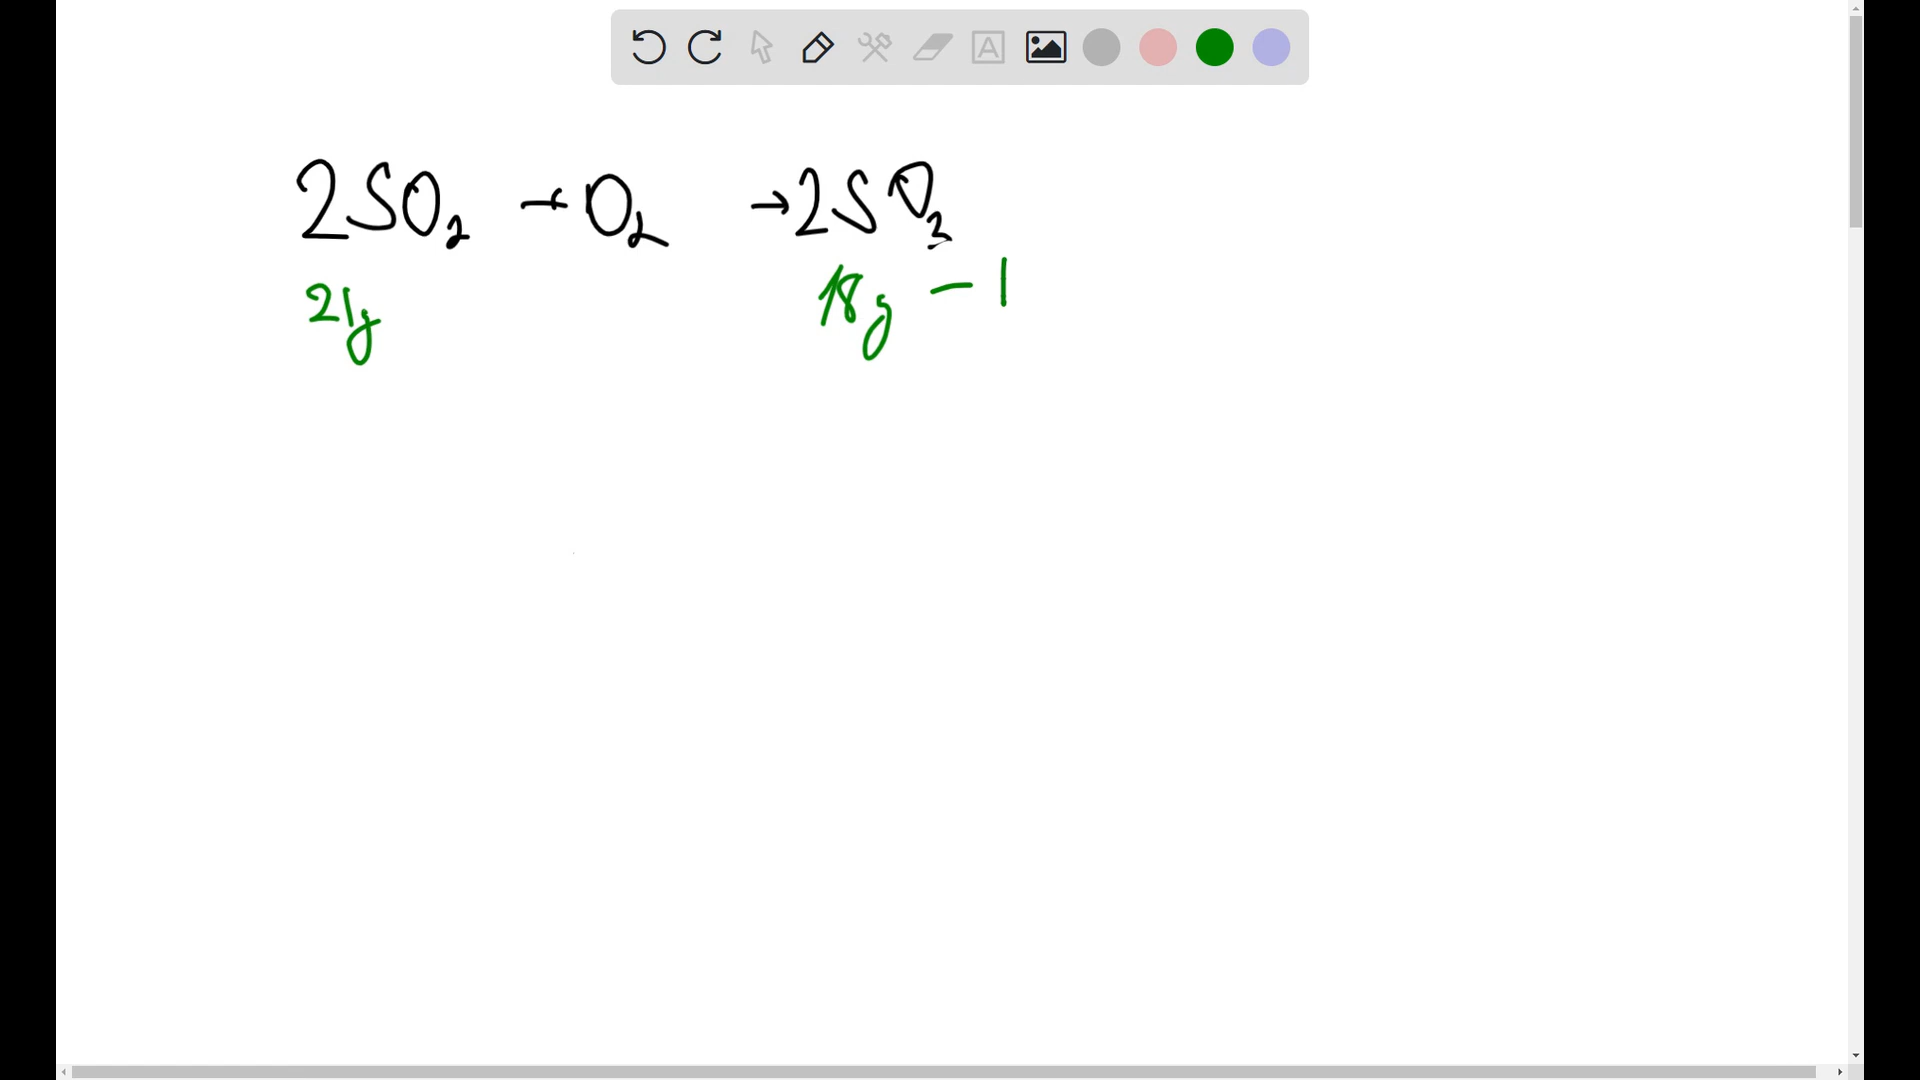 2SO₂ + O₂ → 2SO₃
21g 18g - 1